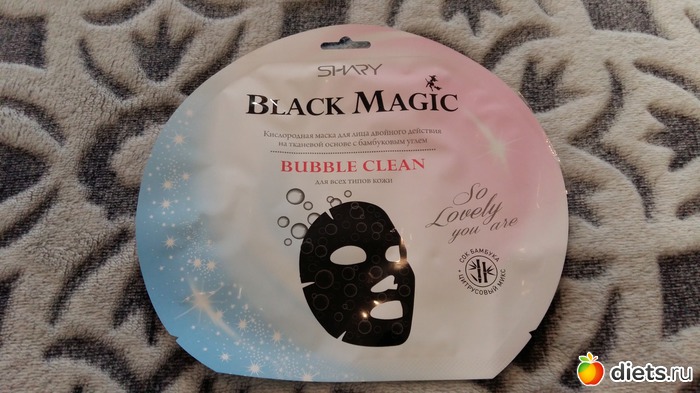 SHARY
BLACK MAGIC
Кислородная маска для лица двойного действия
на тканевой основе с бамбуковым углем
BUBBLE CLEAN
для всех типов кожи
So
Lovely
you are
СОК БАМБУКА
+ ЦИТРУСОВЫЙ МИКС
diets.ru